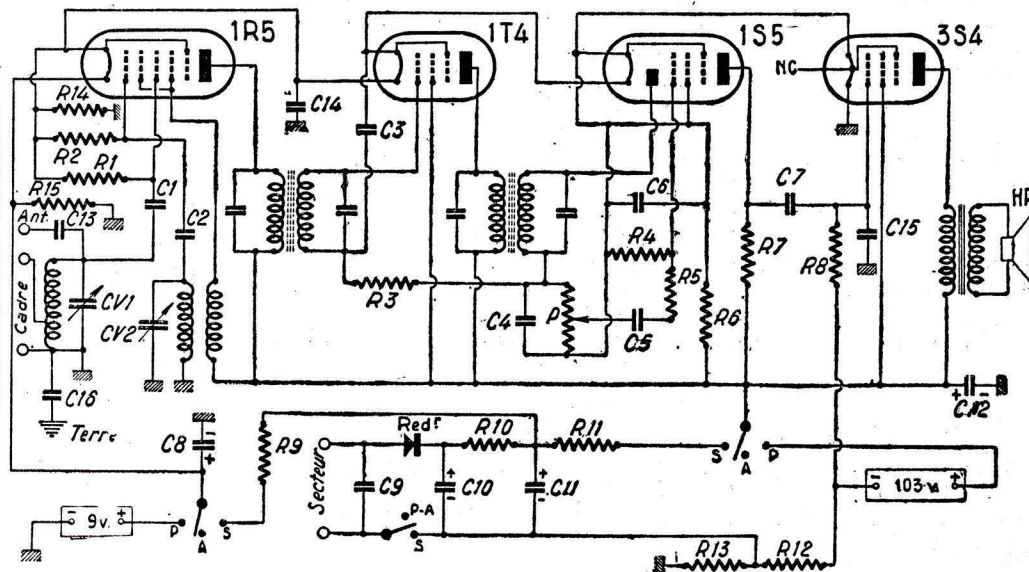 1R5
1T4
1S5
3S4
NC
R14
C14
C3
R2
R1
C1
R15
Ant.
C13
C2
C6
C7
C15
HP
R4
R5
R7
R8
R3
Cadre
CV1
CV2
C4
P
C5
R6
C16
Terre
C8
- +
R9
Secteur
Redr
R10
R11
S
A
P
+ C12 -
C9
+ C10 -
+ C11 -
- 103 v +
- 9v. +
P
A
S
P-A
S
R13
R12